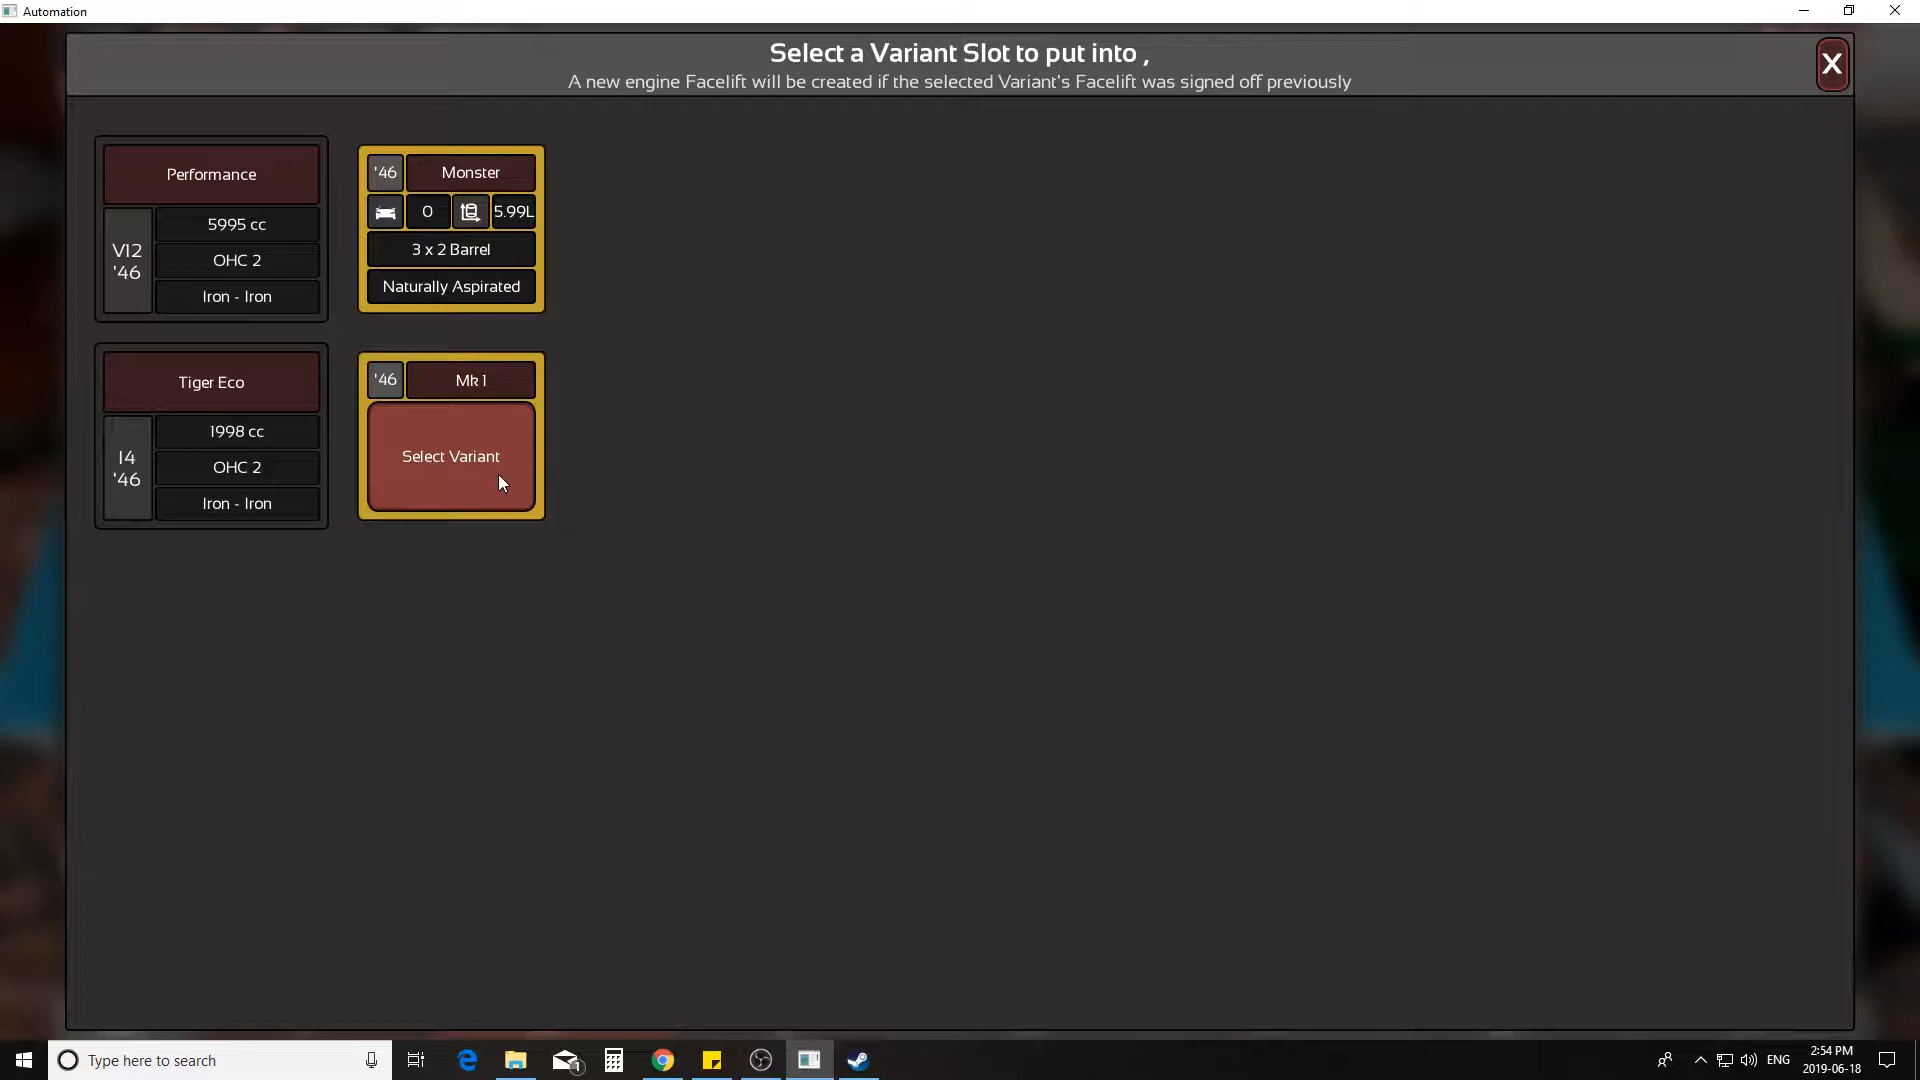 Automation
Select a Variant Slot to put into ,
A new engine Facelift will be created if the selected Variant's Facelift was signed off previously
X
Performance
V12
'46
5995 cc
OHC 2
Iron - Iron
'46
Monster
0
5.99L
3 x 2 Barrel
Naturally Aspirated
Tiger Eco
I4
'46
1998 cc
OHC 2
Iron - Iron
'46
Mk 1
Select Variant
Type here to search
1
ENG
2:54 PM
2019-06-18